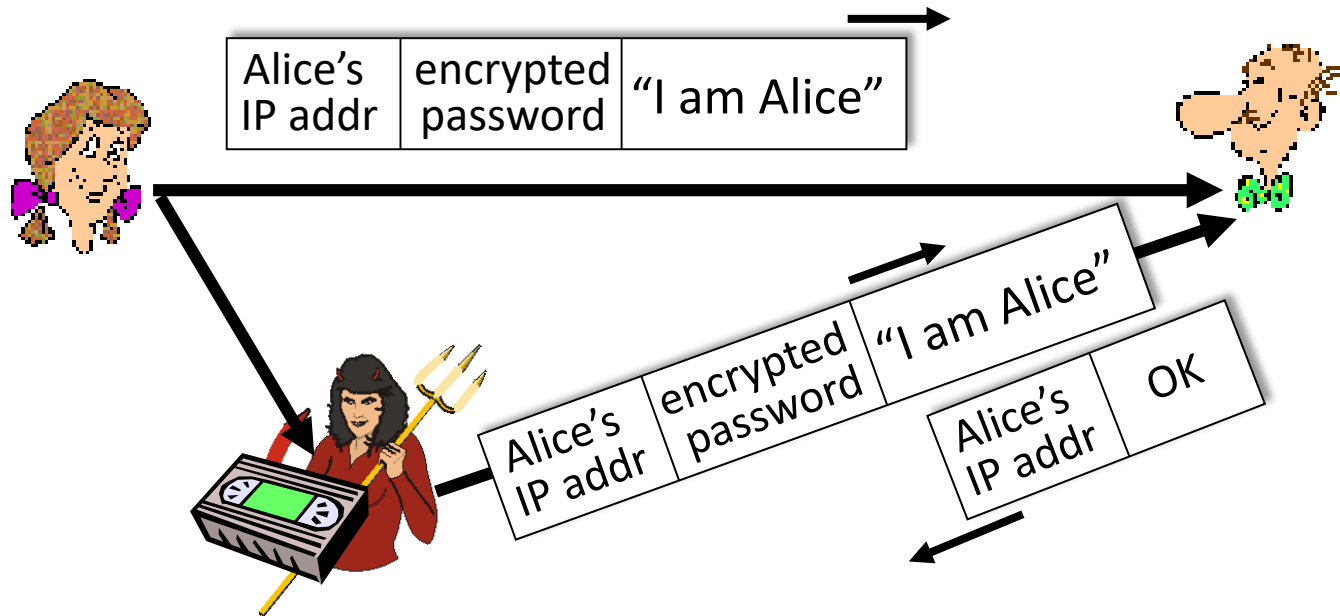 Alice’s
IP addr
encrypted
password
“I am Alice”
Alice’s
IP addr
encrypted
password
“I am Alice”
Alice’s
IP addr
OK